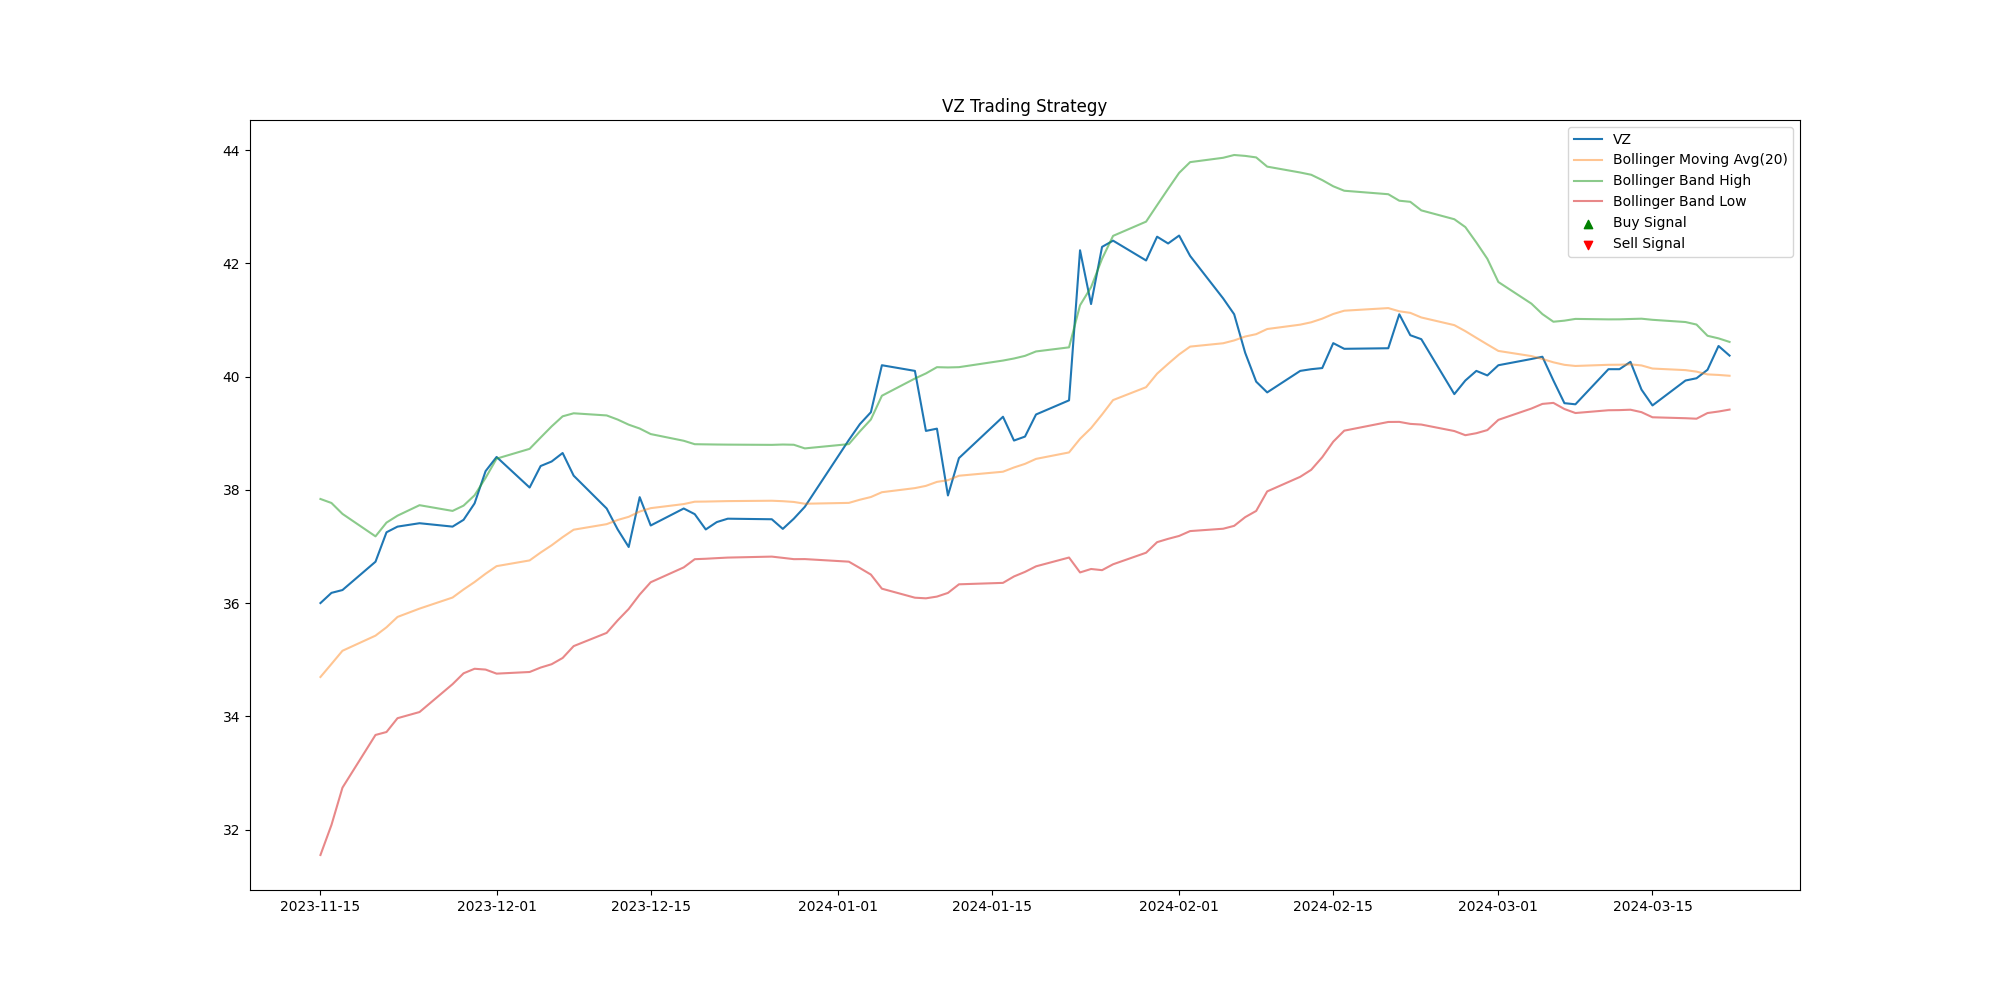 VZ Trading Strategy
44
42
40
38
36
34
32
VZ
Bollinger Moving Avg(20)
Bollinger Band High
Bollinger Band Low
Buy Signal
Sell Signal
2023-11-15 2023-12-01 2023-12-15 2024-01-01 2024-01-15 2024-02-01 2024-02-15 2024-03-01 2024-03-15